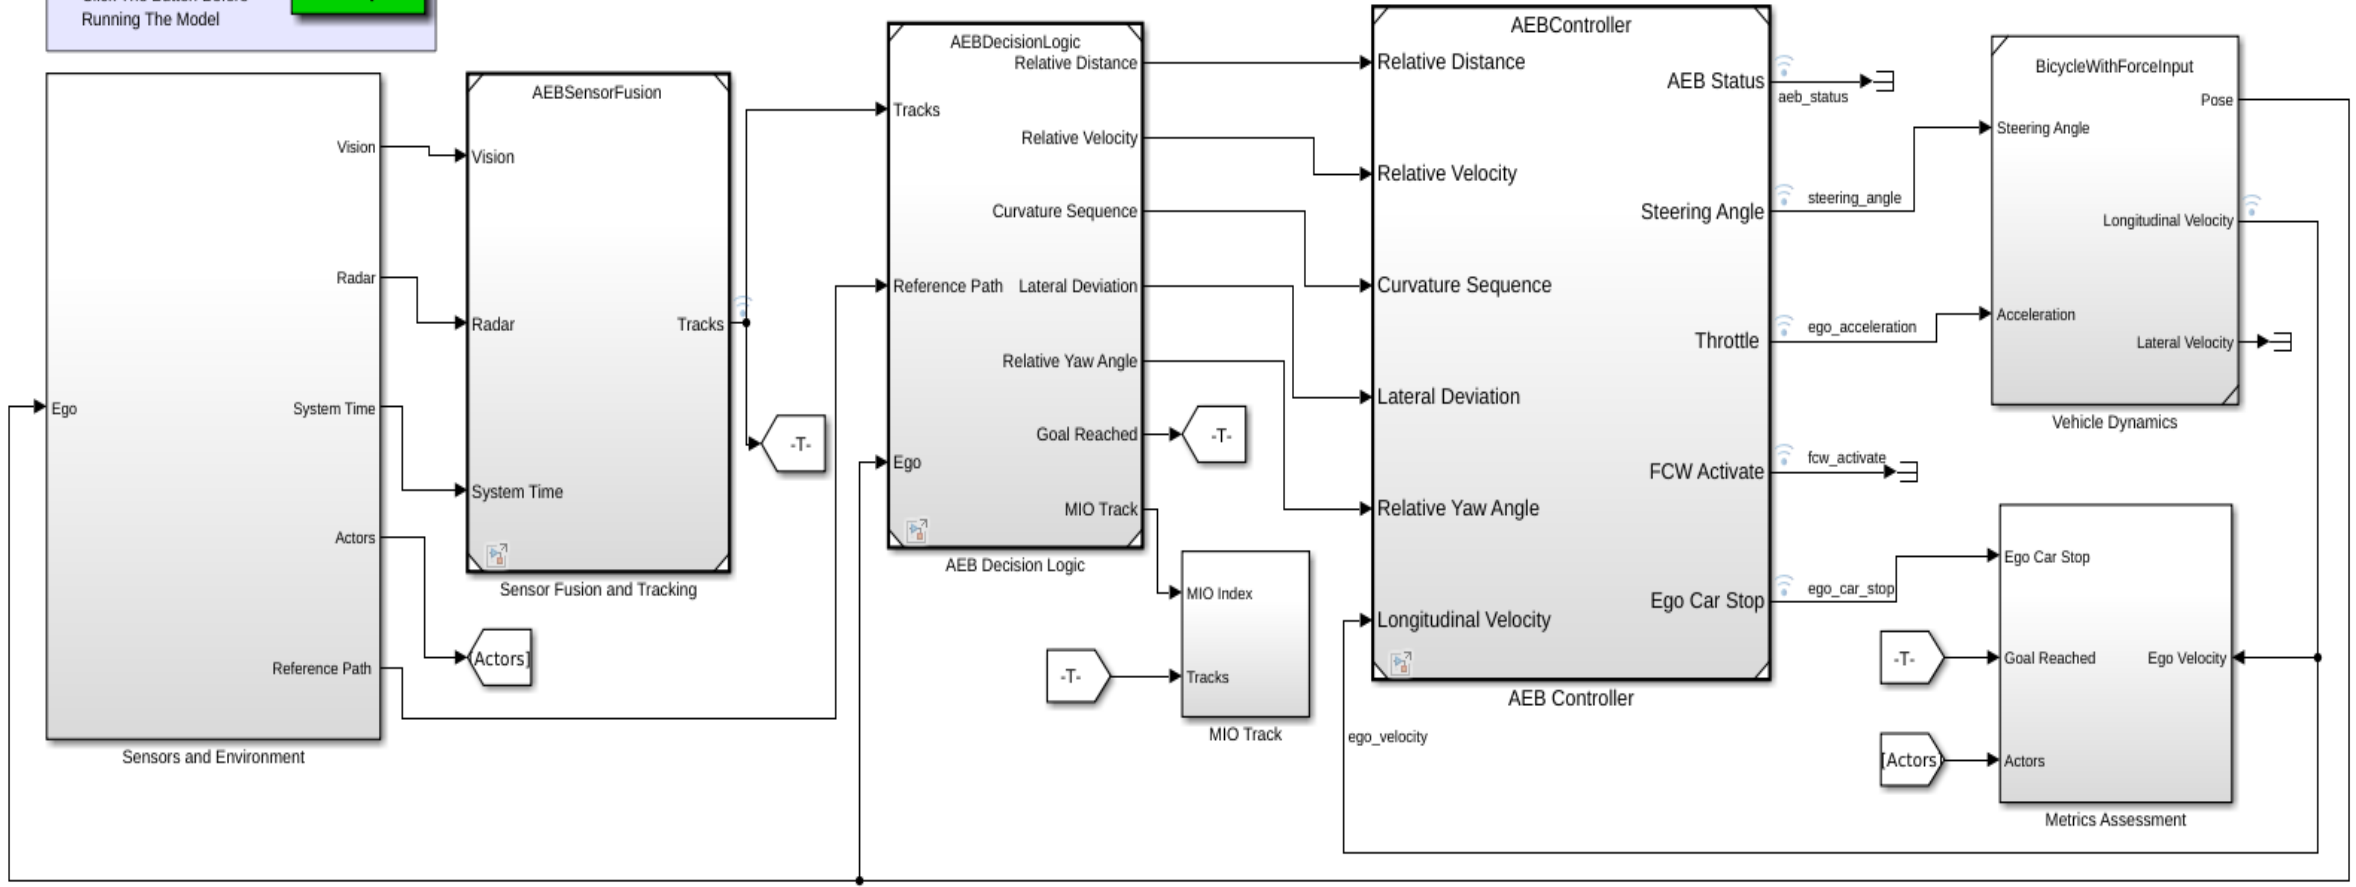 Running The Model
Ego
Vision
Radar
System Time
Actors
Reference Path
Sensors and Environment
AEBSensorFusion
Vision
Radar
System Time
Tracks
Sensor Fusion and Tracking
[Actors]
-T-
AEBDecisionLogic
Tracks
Reference Path
Ego
Relative Distance
Relative Velocity
Curvature Sequence
Lateral Deviation
Relative Yaw Angle
Goal Reached
MIO Track
AEB Decision Logic
-T-
-T-
MIO Index
Tracks
MIO Track
AEBController
Relative Distance
Relative Velocity
Curvature Sequence
Lateral Deviation
Relative Yaw Angle
Longitudinal Velocity
AEB Status
Steering Angle
Throttle
FCW Activate
Ego Car Stop
AEB Controller
ego_velocity
aeb_status
steering_angle
ego_acceleration
fcw_activate
ego_car_stop
BicycleWithForceInput
Steering Angle
Acceleration
Pose
Longitudinal Velocity
Lateral Velocity
Vehicle Dynamics
-T-
[Actors]
Ego Car Stop
Goal Reached
Actors
Ego Velocity
Metrics Assessment